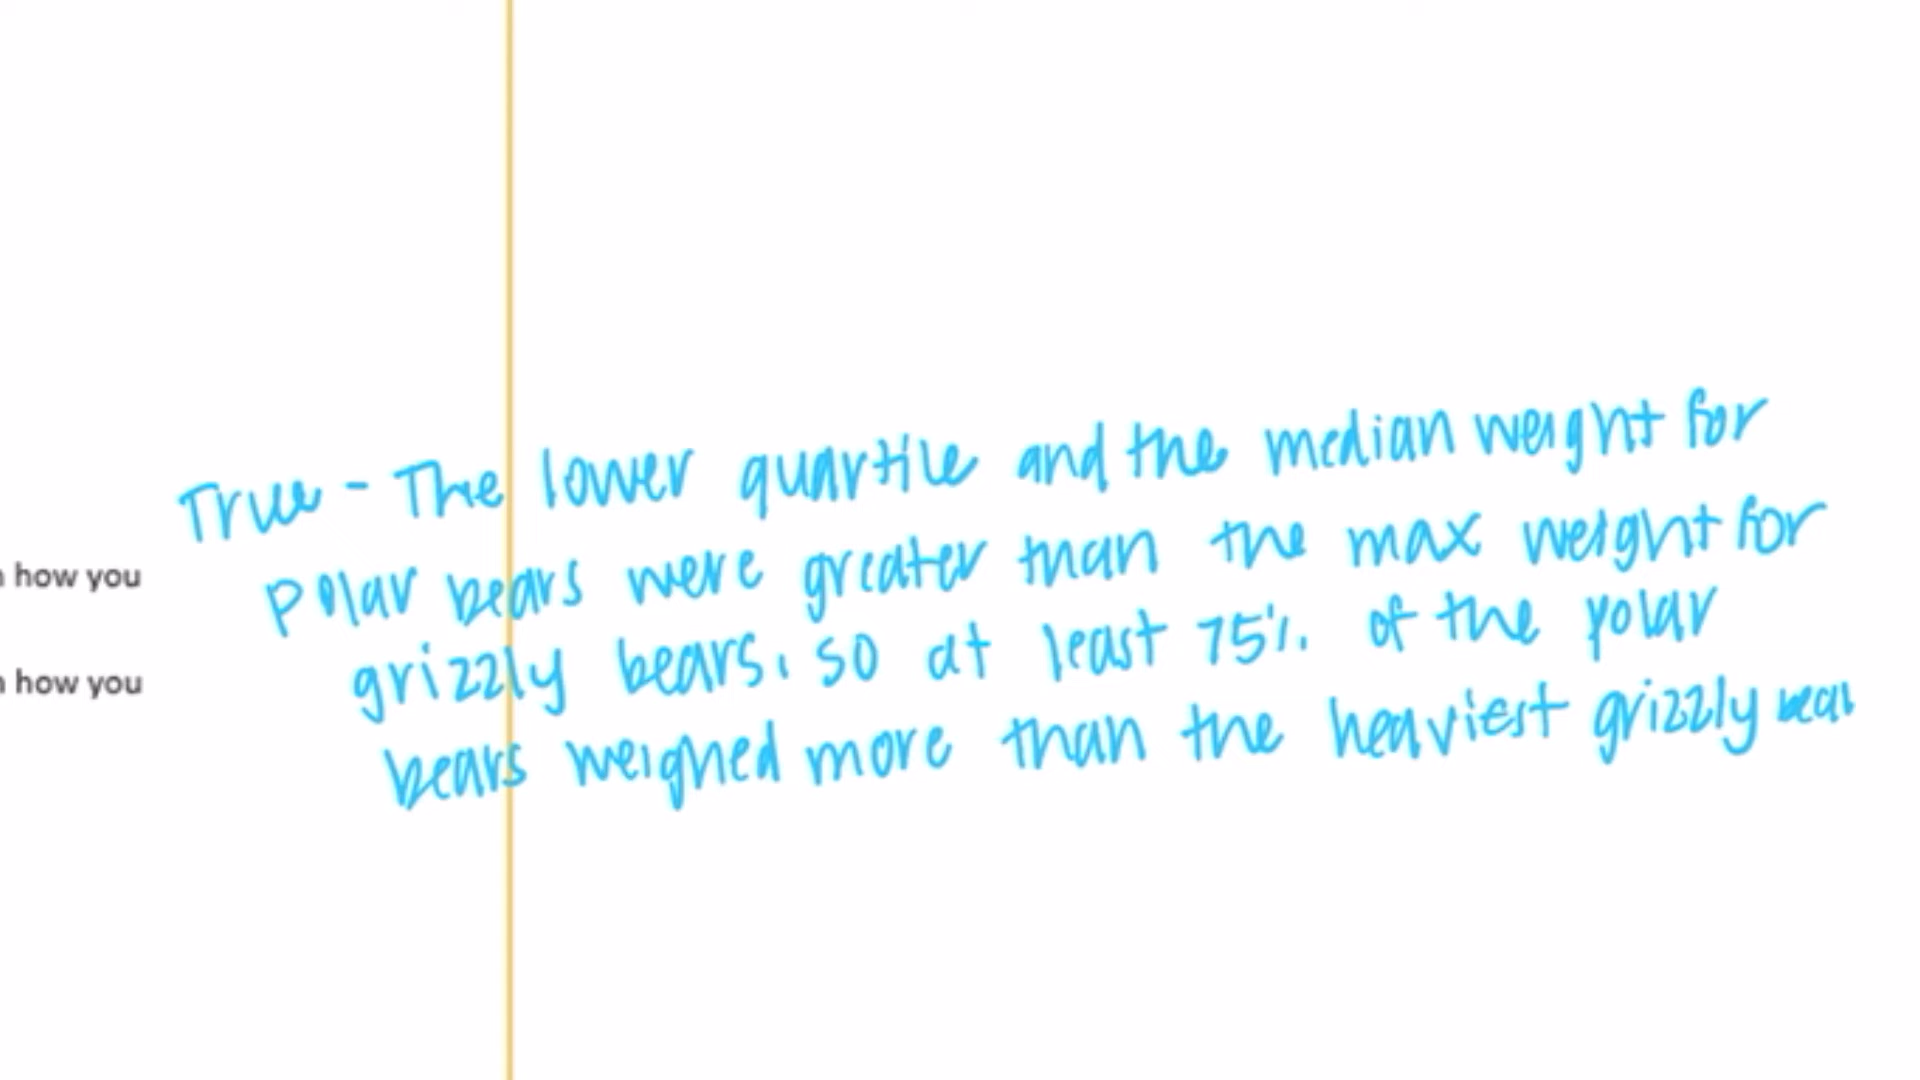 True - The lower quartile and the median weight for
polar bears were greater than the max weight for
how you
grizzly bears, so at least 75% of the polar
how you
bears weighed more than the heaviest grizzly bear